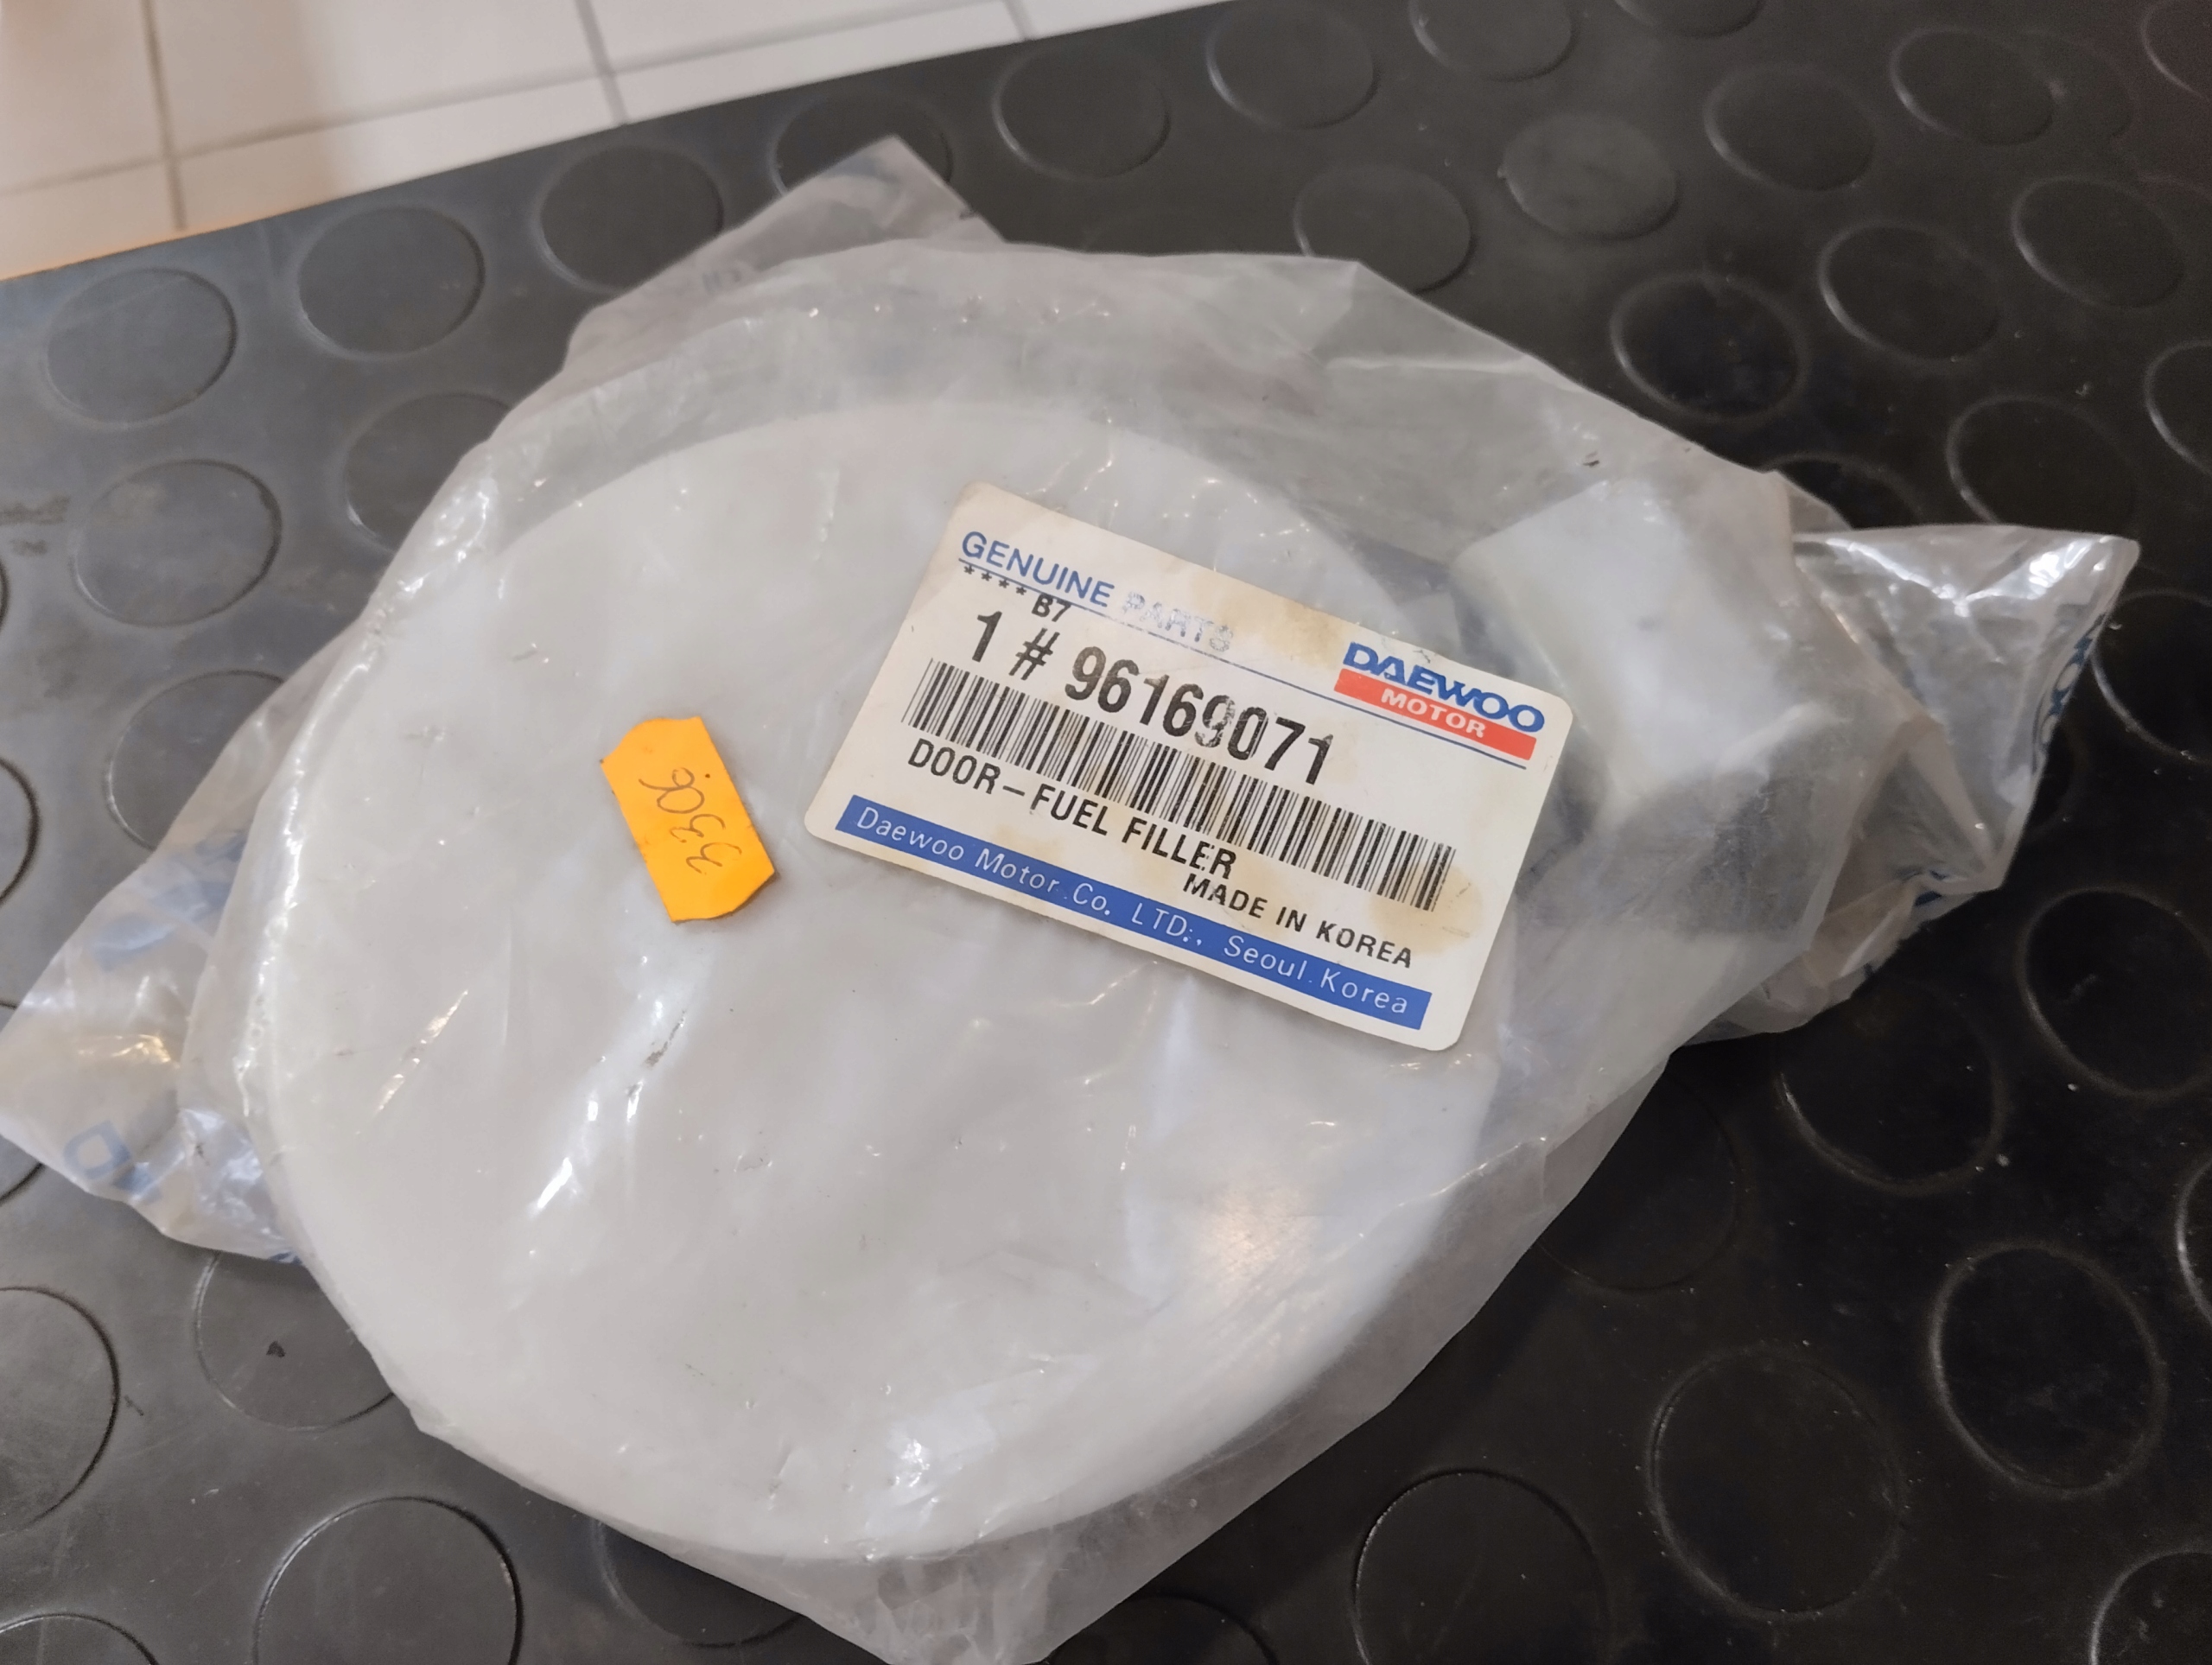 GENUINE PARTS
****B7
DAEWOO
MOTOR
1 # 96169071
DOOR-FUEL FILLER
MADE IN KOREA
Daewoo Motor Co. LTD., Seoul Korea